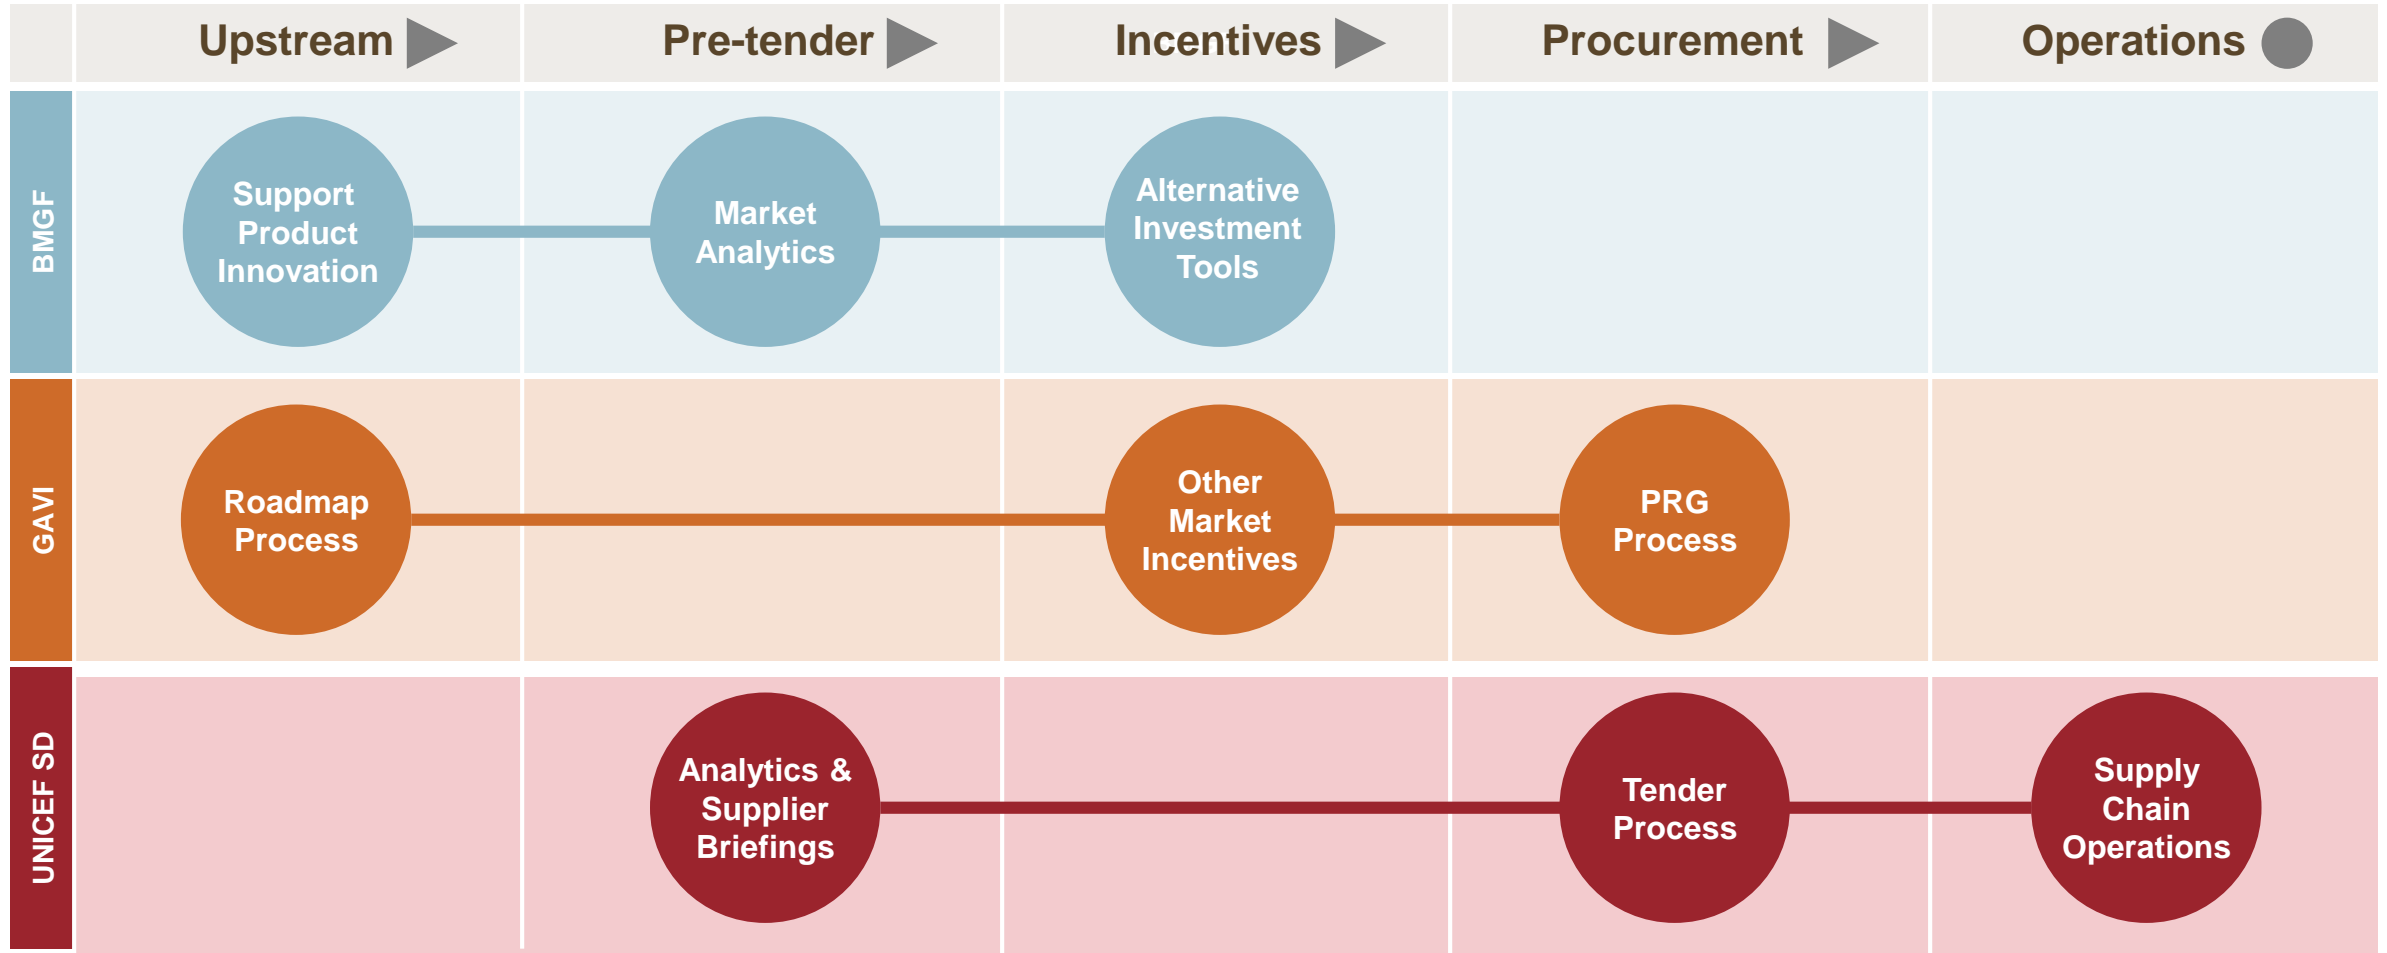 Upstream
Pre-tender
Incentives
Procurement
Operations
BMGF
Support
Product
Innovation
Market
Analytics
Alternative
Investment
Tools
GAVI
Roadmap
Process
Other
Market
Incentives
PRG
Process
UNICEF SD
Analytics &
Supplier
Briefings
Tender
Process
Supply
Chain
Operations